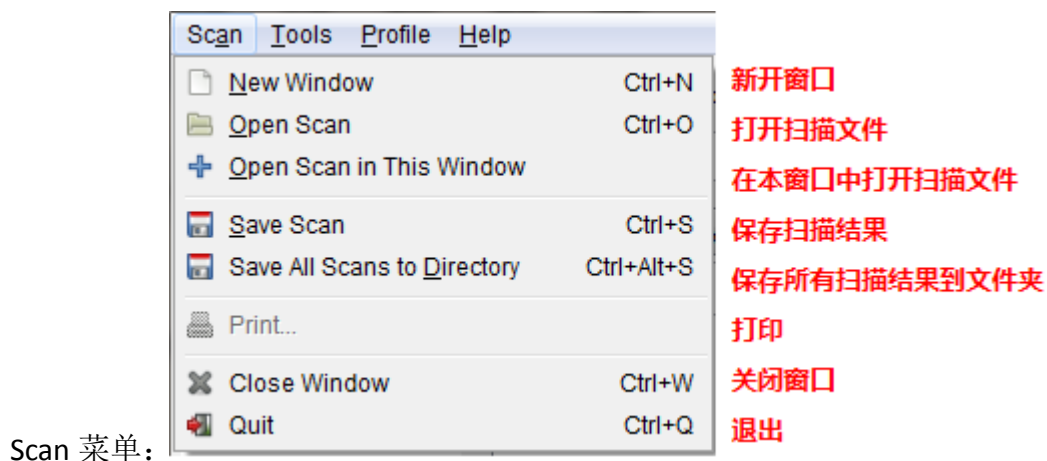 Scan Tools Profile Help
New Window Ctrl+N 新开窗口
Open Scan Ctrl+O 打开扫描文件
Open Scan in This Window 在本窗口中打开扫描文件
Save Scan Ctrl+S 保存扫描结果
Save All Scans to Directory Ctrl+Alt+S 保存所有扫描结果到文件夹
Print... 打印
Close Window Ctrl+W 关闭窗口
Quit Ctrl+Q 退出
Scan 菜单：